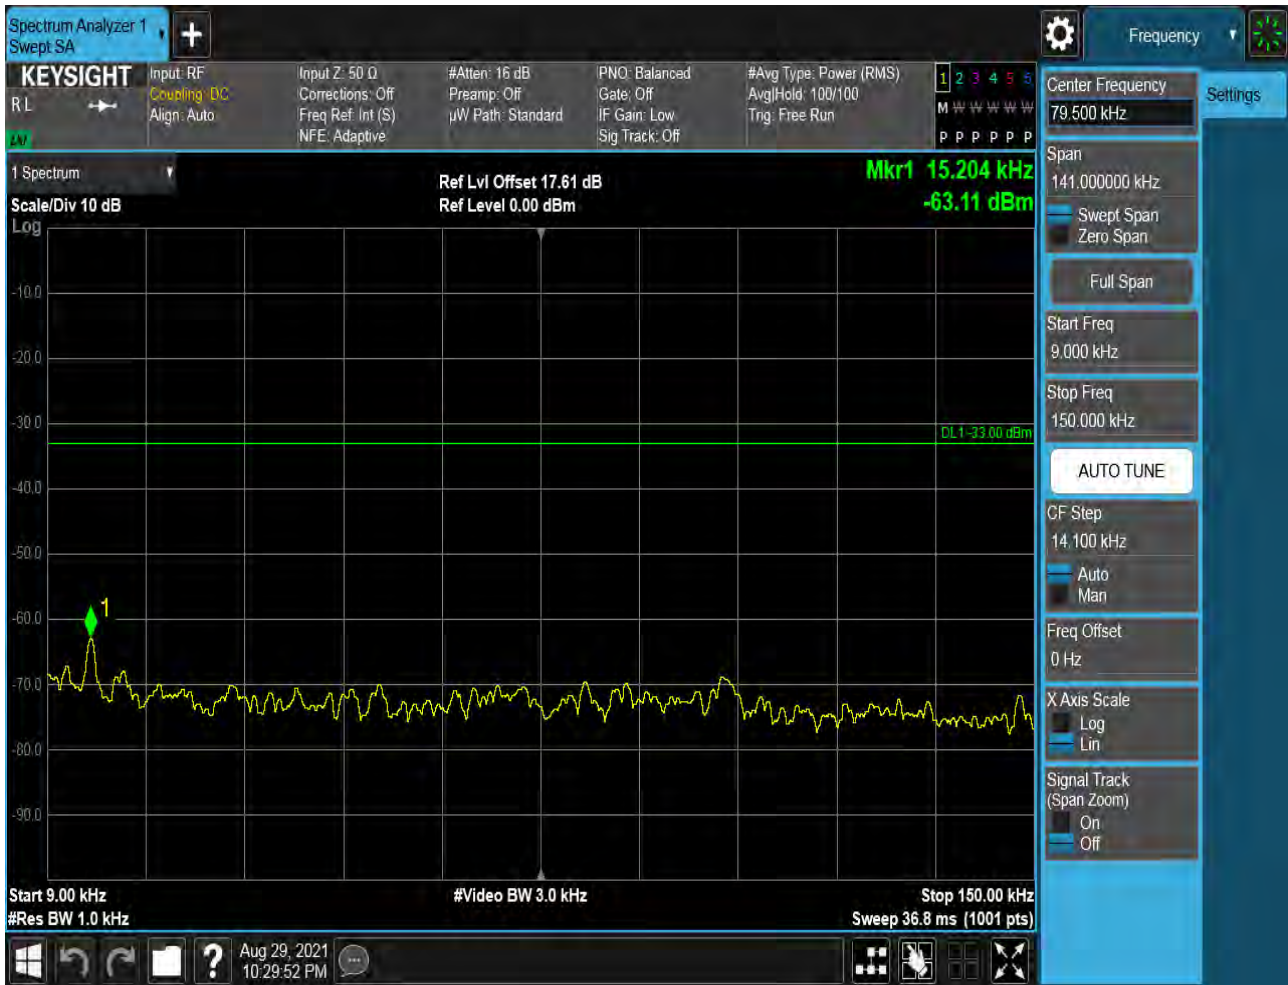 Spectrum Analyzer 1
Swept SA
Frequency
KEYSIGHT
R L
Input: RF
Coupling: DC
Align: Auto
Input Z: 50 Ω
Corrections: Off
Freq Ref: Int (S)
NFE: Adaptive
#Atten: 16 dB
Preamp: Off
µW Path: Standard
PNO: Balanced
Gate: Off
IF Gain: Low
Sig Track: Off
#Avg Type: Power (RMS)
Avg|Hold: 100/100
Trig: Free Run
1 2 3 4 5 6
M W W W W W
P P P P P P
1 Spectrum
Scale/Div 10 dB
Log
Ref Lvl Offset 17.61 dB
Ref Level 0.00 dBm
Mkr1 15.204 kHz
-63.11 dBm
-10.0
-20.0
-30.0
DL1 -33.00 dBm
-40.0
-50.0
-60.0
1
-70.0
-80.0
-90.0
Start 9.00 kHz
#Res BW 1.0 kHz
#Video BW 3.0 kHz
Stop 150.00 kHz
Sweep 36.8 ms (1001 pts)
Center Frequency
79.500 kHz
Settings
Span
141.000000 kHz
Swept Span
Zero Span
Full Span
Start Freq
9.000 kHz
Stop Freq
150.000 kHz
AUTO TUNE
CF Step
14.100 kHz
Auto
Man
Freq Offset
0 Hz
X Axis Scale
Log
Lin
Signal Track
(Span Zoom)
On
Off
Aug 29, 2021
10:29:52 PM